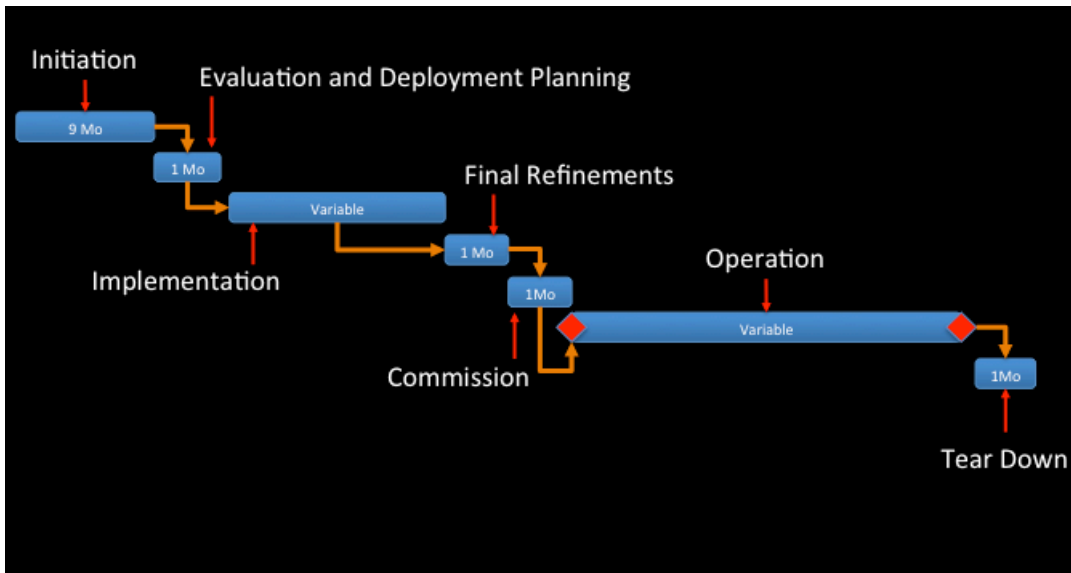 Initiation
Evaluation and Deployment Planning
9 Mo
1 Mo
Final Refinements
Variable
1 Mo
Implementation
Operation
1Mo
Variable
Commission
1Mo
Tear Down